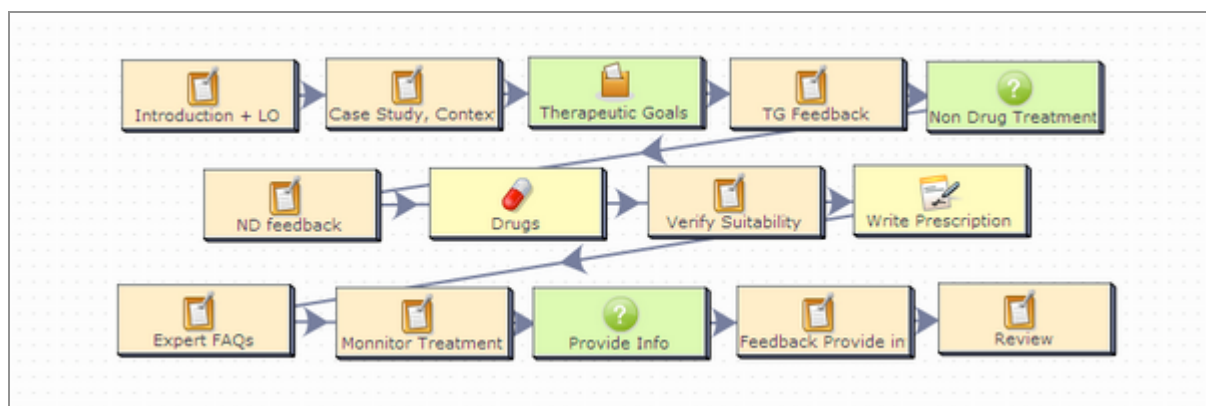 Introduction + LO
Case Study, Contex
Therapeutic Goals
TG Feedback
Non Drug Treatment
ND feedback
Drugs
Verify Suitability
Write Prescription
Expert FAQs
Monnitor Treatment
Provide Info
Feedback Provide in
Review